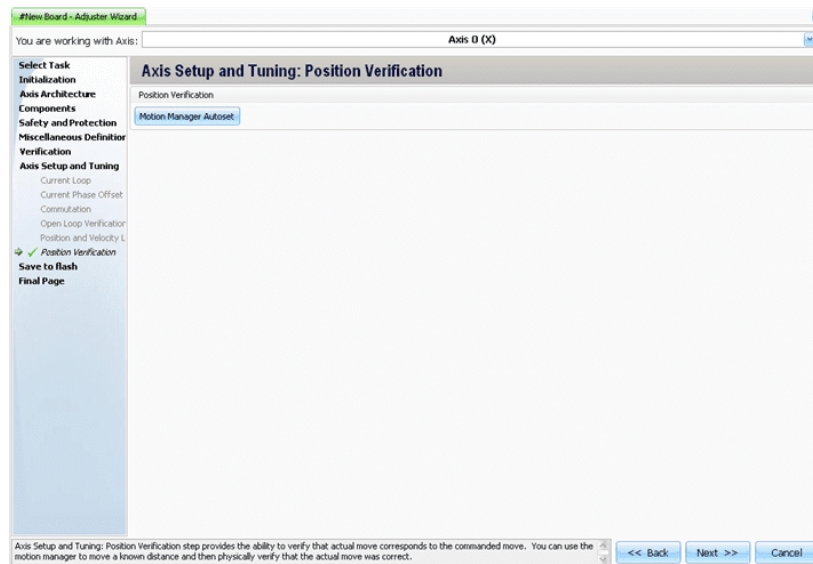 #New Board - Adjuster Wizard
You are working with Axis:
Axis 0 (X)
Select Task
Initialization
Axis Architecture
Components
Safety and Protection
Miscellaneous Definitior
Verification
Axis Setup and Tuning
Current Loop
Current Phase Offset
Commutation
Open Loop Verification
Position and Velocity L
Position Verification
Save to flash
Final Page
Axis Setup and Tuning: Position Verification
Position Verification
Motion Manager Autoset
Axis Setup and Tuning: Position Verification step provides the ability to verify that actual move corresponds to the commanded move. You can use the
motion manager to move a known distance and then physically verify that the actual move was correct.
<< Back
Next >>
Cancel